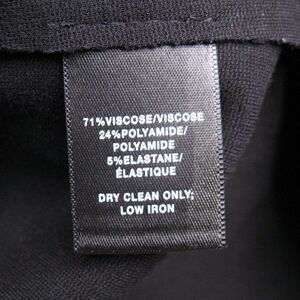 71%VISCOSE/VISCOSE
24%POLYAMIDE/
POLYAMIDE
5%ELASTANE/
ÉLASTIQUE
DRY CLEAN ONLY;
LOW IRON